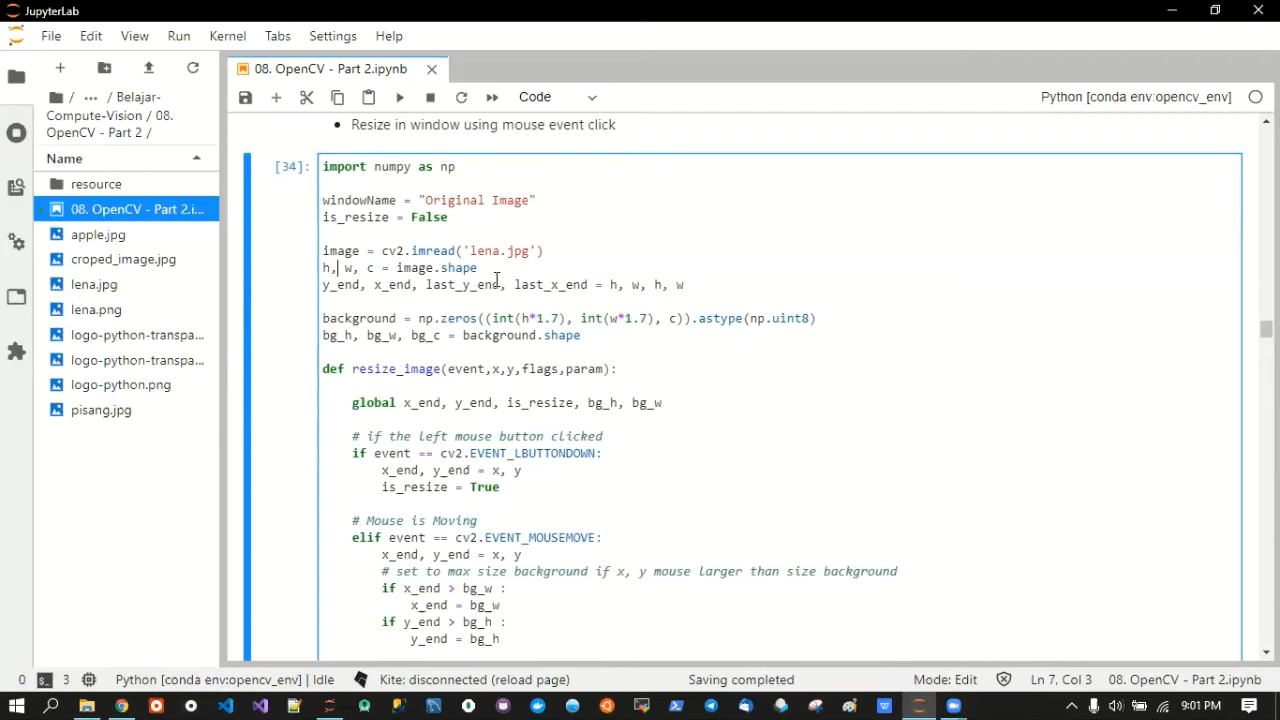 JupyterLab
File Edit View Run Kernel Tabs Settings Help
08. OpenCV - Part 2.ipynb
Code
Python [conda env:opencv_env]
/ ··· / Belajar-
Compute-Vision / 08.
OpenCV - Part 2 /
Name
resource
08. OpenCV - Part 2.i...
apple.jpg
croped_image.jpg
lena.jpg
lena.png
logo-python-transpa...
logo-python-transpa...
logo-python.png
pisang.jpg
• Resize in window using mouse event click
[34]:
import numpy as np
windowName = "Original Image"
is_resize = False
image = cv2.imread('lena.jpg')
h, w, c = image.shape
y_end, x_end, last_y_end, last_x_end = h, w, h, w
background = np.zeros((int(h*1.7), int(w*1.7), c)).astype(np.uint8)
bg_h, bg_w, bg_c = background.shape
def resize_image(event,x,y,flags,param):
global x_end, y_end, is_resize, bg_h, bg_w
# if the left mouse button clicked
if event == cv2.EVENT_LBUTTONDOWN:
x_end, y_end = x, y
is_resize = True
# Mouse is Moving
elif event == cv2.EVENT_MOUSEMOVE:
x_end, y_end = x, y
# set to max size background if x, y mouse larger than size background
if x_end > bg_w :
x_end = bg_w
if y_end > bg_h :
y_end = bg_h
0 3 Python [conda env:opencv_env] | Idle Kite: disconnected (reload page) Saving completed Mode: Edit Ln 7, Col 3 08. OpenCV - Part 2.ipynb
9:01 PM